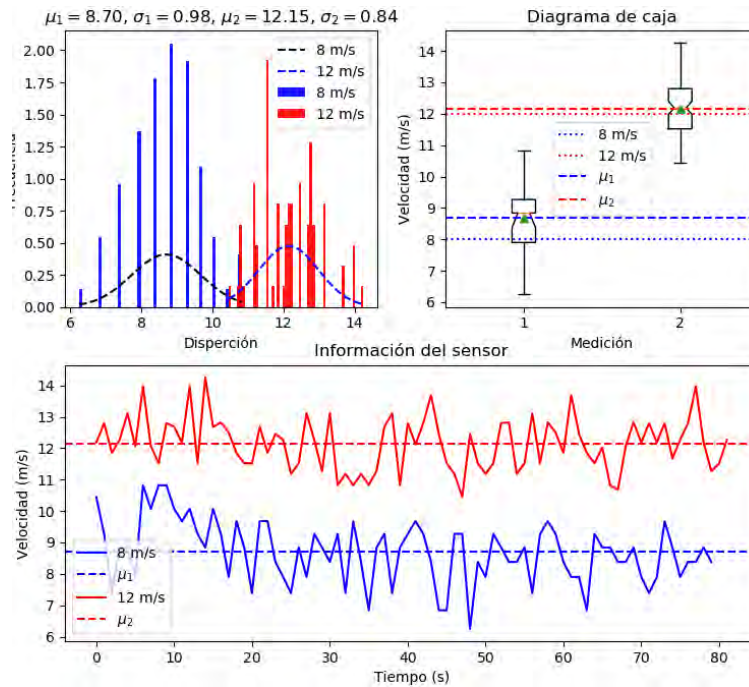 μ₁ = 8.70, σ₁ = 0.98, μ₂ = 12.15, σ₂ = 0.84
2.00
1.75
1.50
1.25
1.00
0.75
0.50
0.25
0.00
8 m/s
12 m/s
8 m/s
12 m/s
6 8 10 12 14
Disperción
Diagrama de caja
Velocidad (m/s)
14
13
12
11
10
9
8
7
6
8 m/s
12 m/s
μ₁
μ₂
1 2
Medición
Información del sensor
Velocidad (m/s)
14
13
12
11
10
9
8
7
6
8 m/s
μ₁
12 m/s
μ₂
0 10 20 30 40 50 60 70 80
Tiempo (s)